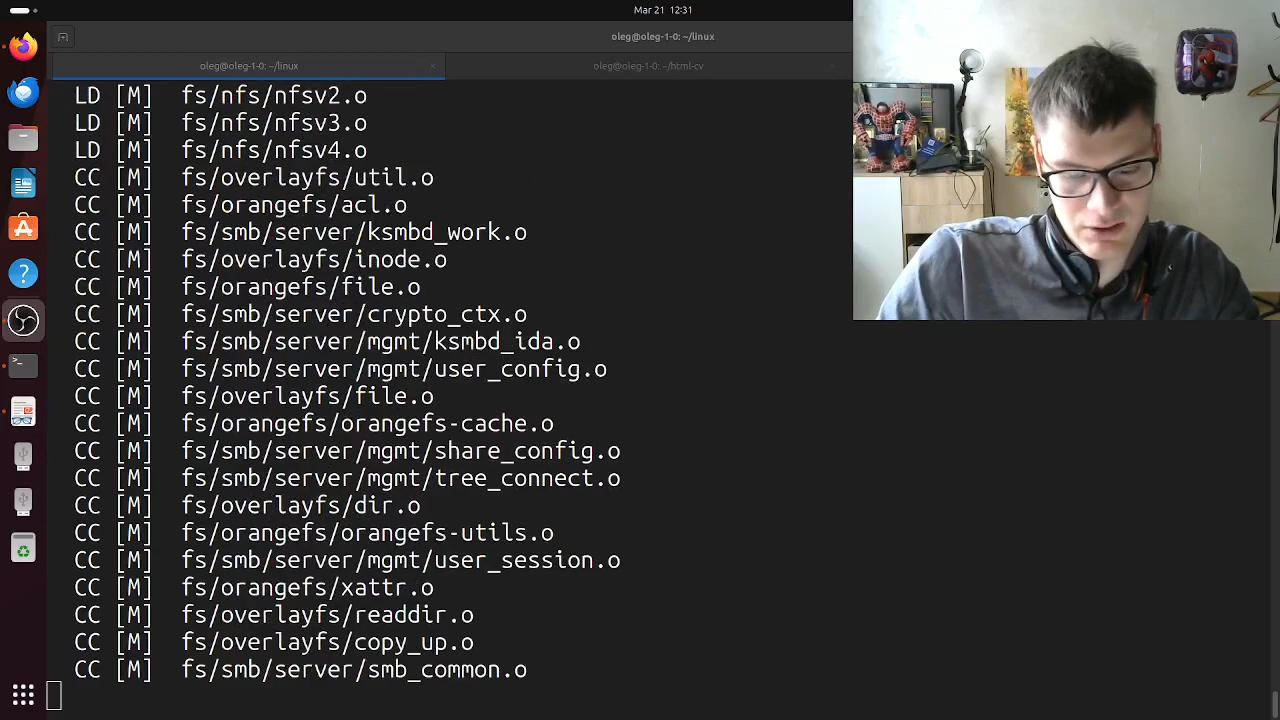 Mar 21 12:31
oleg@oleg-1-0: ~/linux
oleg@oleg-1-0: ~/linux
oleg@oleg-1-0: ~/html-cv
LD [M] fs/nfs/nfsv2.o
LD [M] fs/nfs/nfsv3.o
LD [M] fs/nfs/nfsv4.o
CC [M] fs/overlayfs/util.o
CC [M] fs/orangefs/acl.o
CC [M] fs/smb/server/ksmbd_work.o
CC [M] fs/overlayfs/inode.o
CC [M] fs/orangefs/file.o
CC [M] fs/smb/server/crypto_ctx.o
CC [M] fs/smb/server/mgmt/ksmbd_ida.o
CC [M] fs/smb/server/mgmt/user_config.o
CC [M] fs/overlayfs/file.o
CC [M] fs/orangefs/orangefs-cache.o
CC [M] fs/smb/server/mgmt/share_config.o
CC [M] fs/smb/server/mgmt/tree_connect.o
CC [M] fs/overlayfs/dir.o
CC [M] fs/orangefs/orangefs-utils.o
CC [M] fs/smb/server/mgmt/user_session.o
CC [M] fs/orangefs/xattr.o
CC [M] fs/overlayfs/readdir.o
CC [M] fs/overlayfs/copy_up.o
CC [M] fs/smb/server/smb_common.o